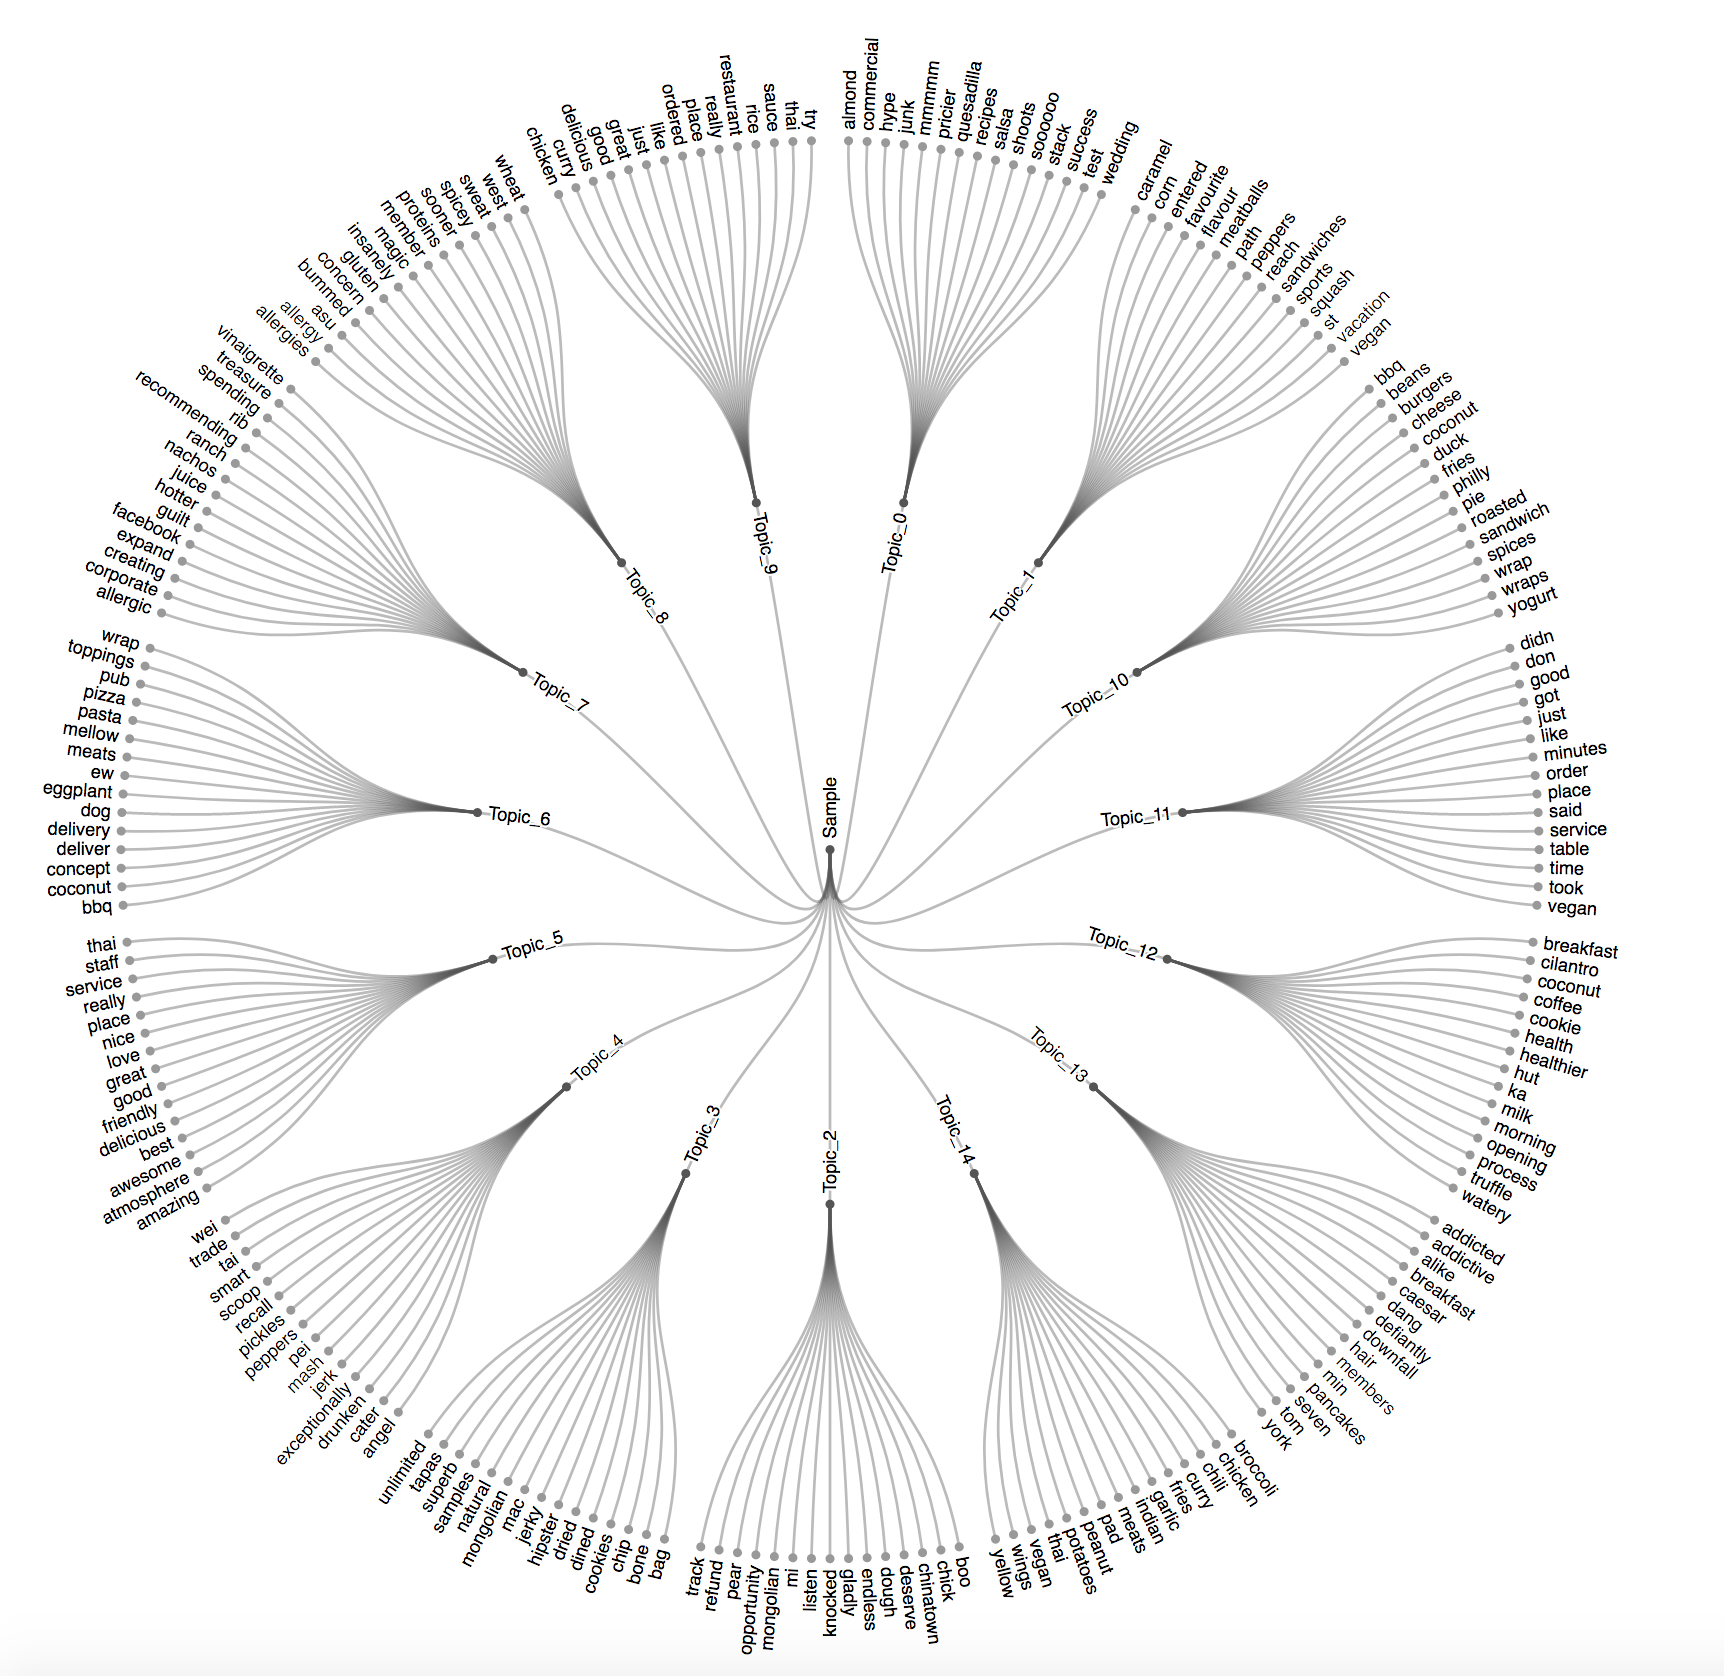 Sample
Topic_0
almond
commercial
hype
junk
mmmmm
pricier
quesadilla
recipes
salsa
shoots
soooooo
stack
success
test
wedding
Topic_1
caramel
corn
entered
favourite
flavour
meatballs
path
peppers
reach
sandwiches
sports
squash
st
vacation
vegan
Topic_10
bbq
beans
burgers
cheese
coconut
duck
fries
philly
pie
roasted
sandwich
spices
wrap
wraps
yogurt
Topic_11
didn
don
good
got
just
like
minutes
order
place
said
service
table
time
took
vegan
Topic_12
breakfast
cilantro
coconut
coffee
cookie
health
healthier
hut
ka
milk
morning
opening
process
truffle
watery
Topic_13
addicted
addictive
alike
breakfast
caesar
dang
defiantly
downfall
hair
members
min
pancakes
seven
tom
york
Topic_14
broccoli
chicken
chili
curry
fries
garlic
indian
meats
pad
peanut
potatoes
thai
vegan
wings
yellow
Topic_2
boo
chick
chinatown
deserve
dough
endless
gladly
knocked
listen
mi
mongolian
opportunity
pear
refund
track
Topic_3
bag
bone
chip
cookies
dined
dried
hipster
jerky
mac
mongolian
natural
samples
superb
tapas
unlimited
Topic_4
angel
cater
drunken
exceptionally
jerk
mash
pei
peppers
pickles
recall
scoop
smart
tai
trade
wei
Topic_5
amazing
atmosphere
awesome
best
delicious
friendly
good
great
love
nice
place
really
service
staff
thai
Topic_6
bbq
coconut
concept
deliver
delivery
dog
eggplant
ew
meats
mellow
pasta
pizza
pub
toppings
wrap
Topic_7
allergic
corporate
creating
expand
facebook
guilt
hotter
juice
nachos
ranch
recommending
rib
spending
treasure
vinaigrette
Topic_8
allergies
allergy
asu
bummed
concern
gluten
insanely
magic
member
proteins
sooner
spicey
sweat
west
wheat
Topic_9
chicken
curry
delicious
good
great
just
like
ordered
place
really
restaurant
rice
sauce
thai
try